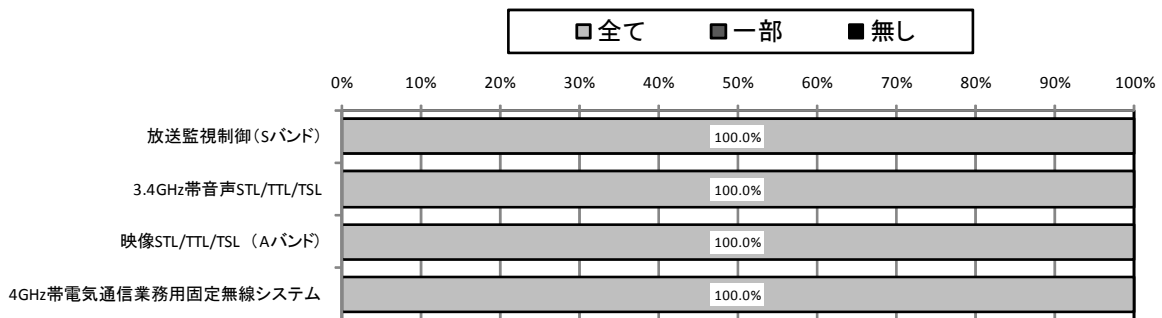 全て 一部 無し
0% 10% 20% 30% 40% 50% 60% 70% 80% 90% 100%
放送監視制御(Sバンド) 100.0%
3.4GHz帯音声STL/TTL/TSL 100.0%
映像STL/TTL/TSL (Aバンド) 100.0%
4GHz帯電気通信業務用固定無線システム 100.0%